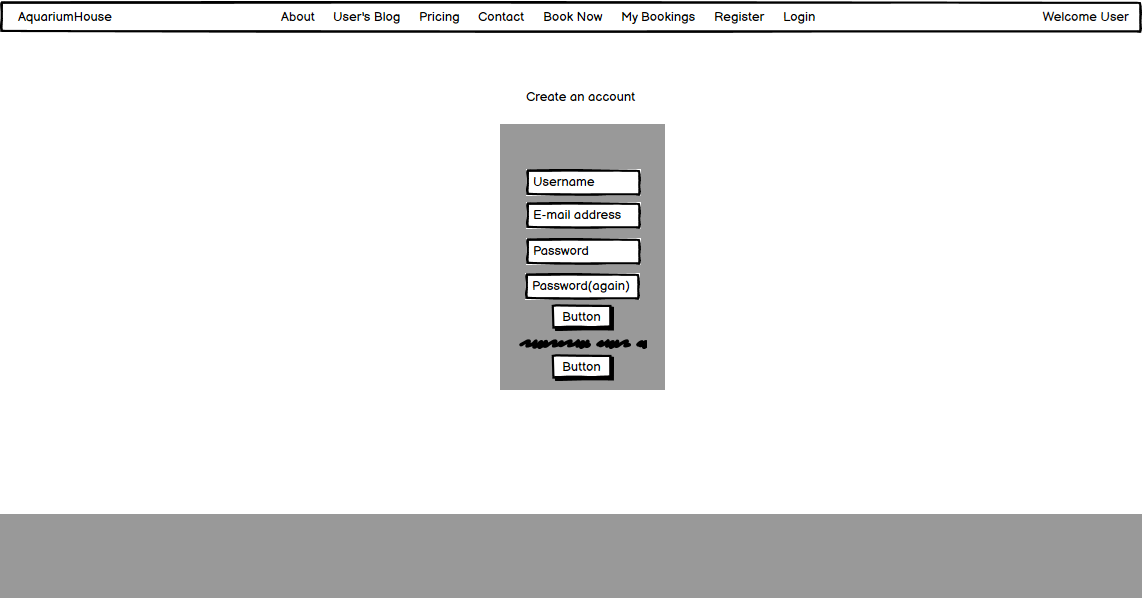 AquariumHouse About User's Blog Pricing Contact Book Now My Bookings Register Login Welcome User
Create an account
Username
E-mail address
Password
Password(again)
Button
Button